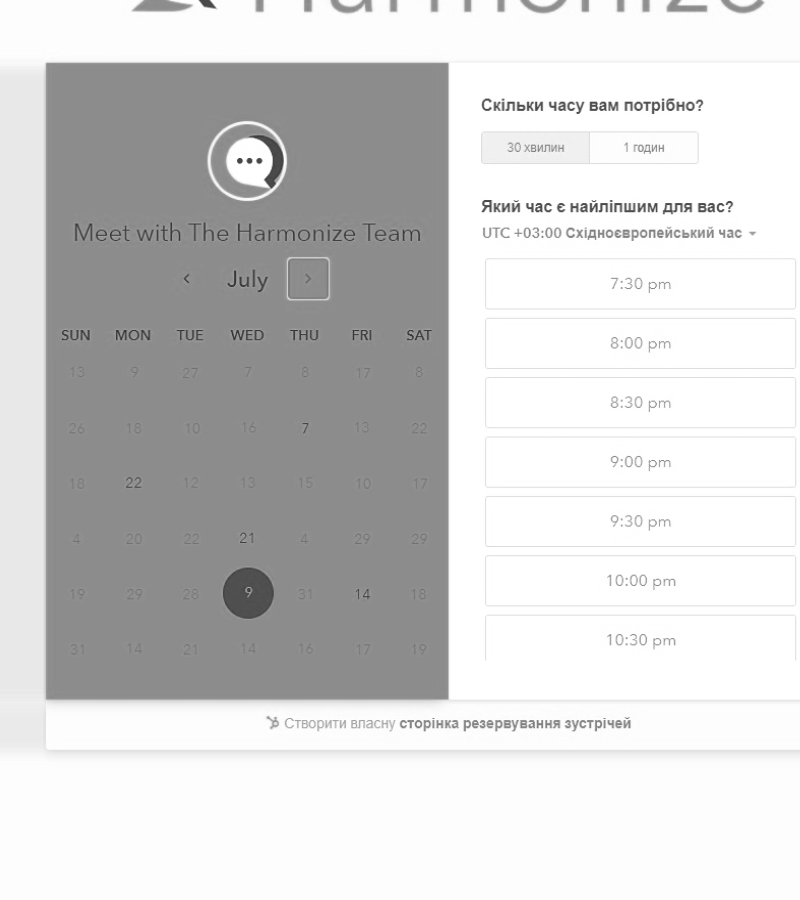 Harmonize
Meet with The Harmonize Team
July
SUN MON TUE WED THU FRI SAT
13 9 27 7 8 17 8
26 18 10 16 7 13 22
18 22 12 13 15 10 17
4 20 22 21 4 29 29
19 29 28 9 31 14 18
31 14 21 14 16 17 19
Скільки часу вам потрібно?
30 хвилин 1 годин
Який час є найліпшим для вас?
UTC +03:00 Східноєвропейський час
7:30 pm
8:00 pm
8:30 pm
9:00 pm
9:30 pm
10:00 pm
10:30 pm
Створити власну сторінка резервування зустрічей